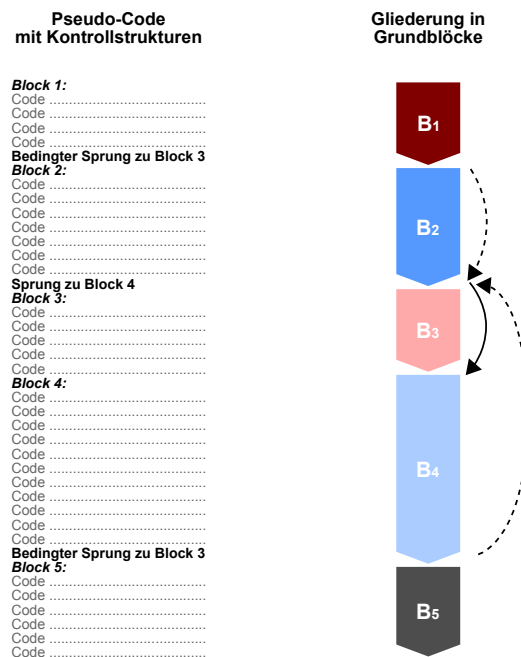 Pseudo-Code
mit Kontrollstrukturen
Gliederung in
Grundblöcke
Block 1:
Code ......................................
Code ......................................
Code ......................................
Code ......................................
Bedingter Sprung zu Block 3
Block 2:
Code ......................................
Code ......................................
Code ......................................
Code ......................................
Code ......................................
Code ......................................
Code ......................................
Sprung zu Block 4
Block 3:
Code ......................................
Code ......................................
Code ......................................
Code ......................................
Code ......................................
Block 4:
Code ......................................
Code ......................................
Code ......................................
Code ......................................
Code ......................................
Code ......................................
Code ......................................
Code ......................................
Code ......................................
Code ......................................
Code ......................................
Bedingter Sprung zu Block 3
Block 5:
Code ......................................
Code ......................................
Code ......................................
Code ......................................
Code ......................................
Code ......................................
B1
B2
B3
B4
B5